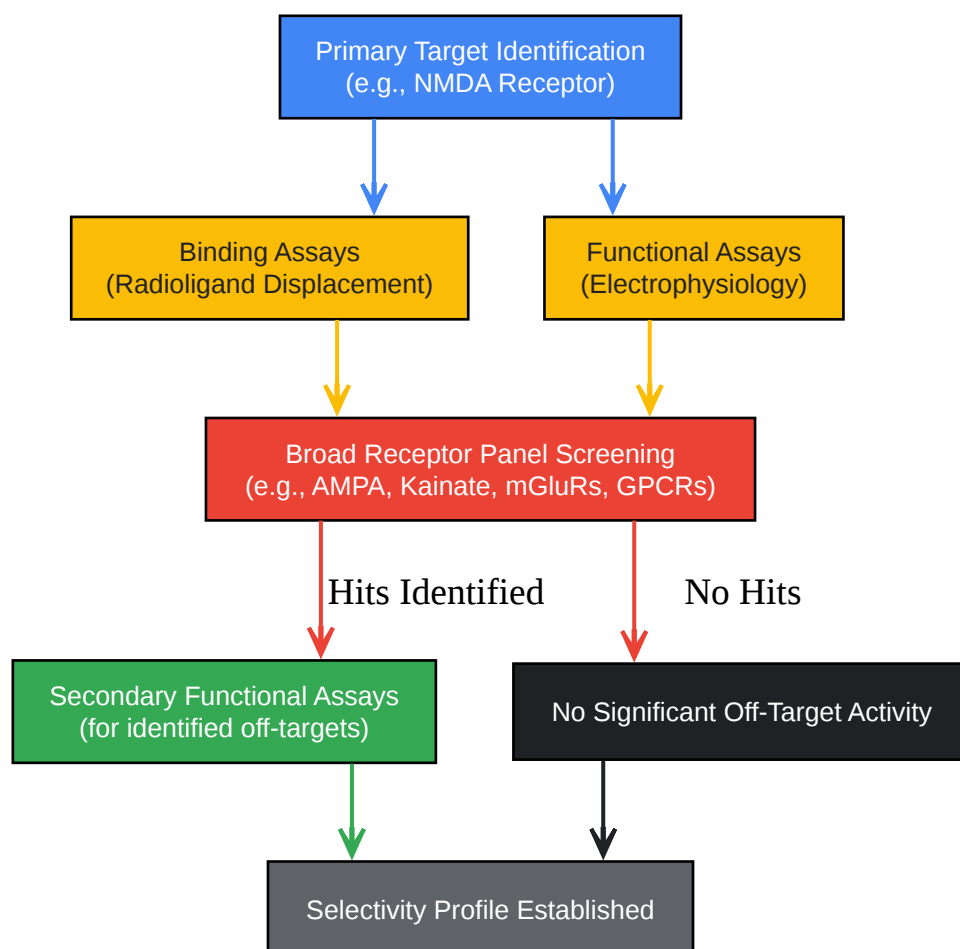 Primary Target Identification
(e.g., NMDA Receptor)
Binding Assays
(Radioligand Displacement)
Functional Assays
(Electrophysiology)
Broad Receptor Panel Screening
(e.g., AMPA, Kainate, mGluRs, GPCRs)
Hits Identified
No Hits
Secondary Functional Assays
(for identified off-targets)
No Significant Off-Target Activity
Selectivity Profile Established